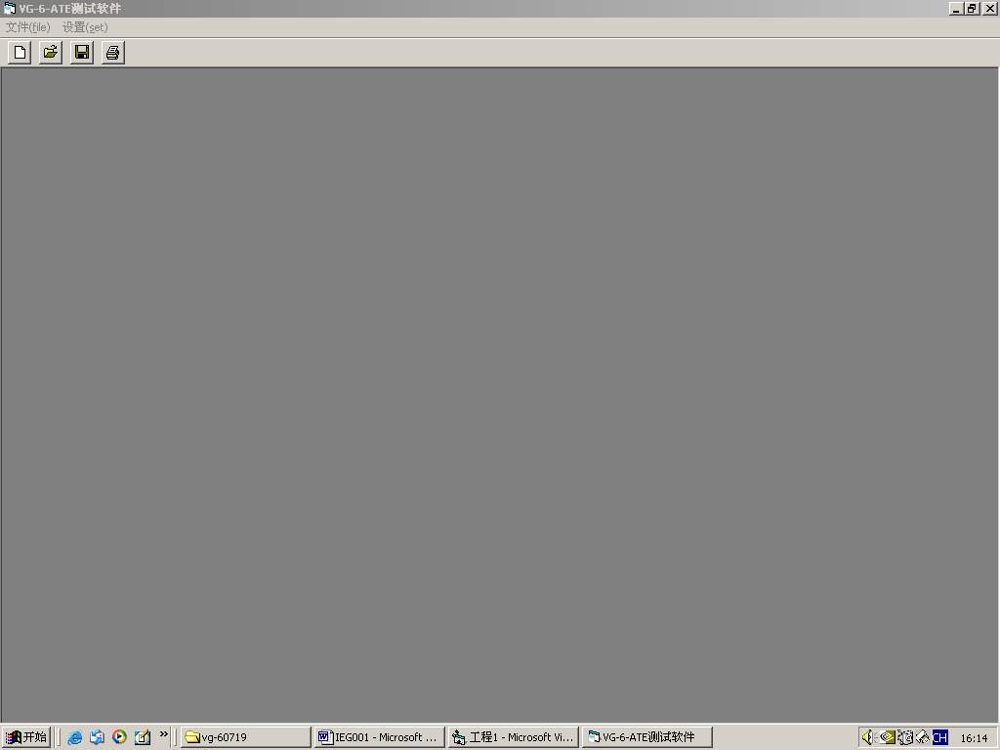 VG-6-ATE测试软件
文件(file) 设置(set)
开始 » vg-60719 IEG001 - Microsoft ... 工程1 - Microsoft Vi... VG-6-ATE测试软件 CH 16:14